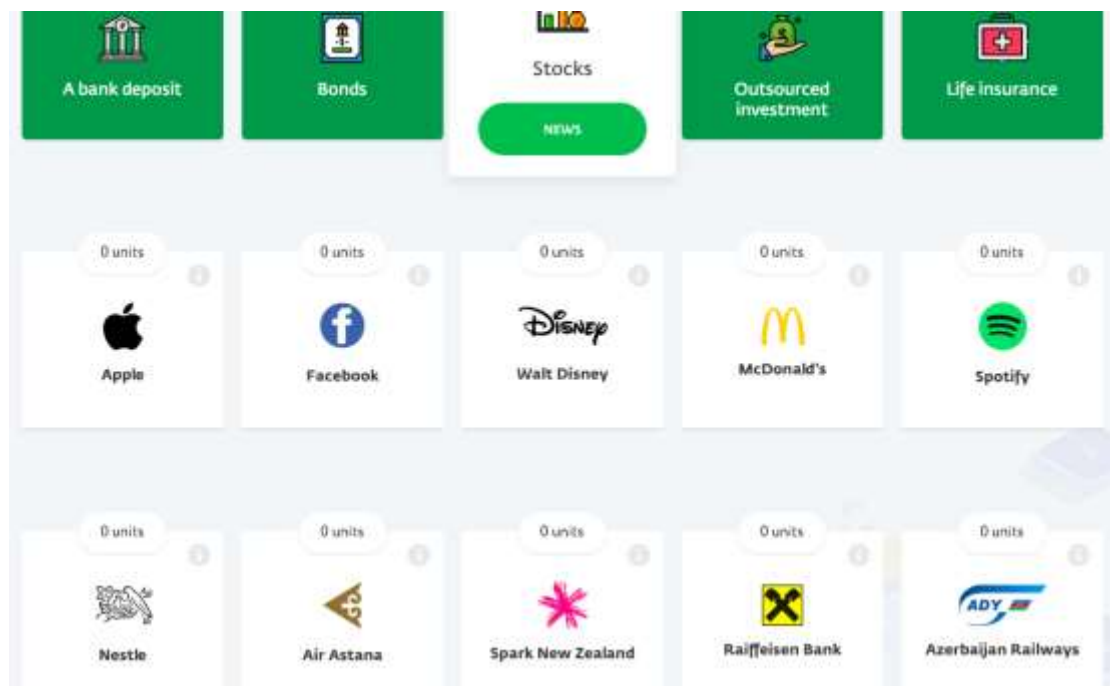 Stocks
A bank deposit
Bonds
Outsourced
investment
Life insurance
NEWS
0 units
0 units
0 units
0 units
0 units
DISNEY
Apple
Facebook
Walt Disney
McDonald's
Spotify
0 units
0 units
0 units
0 units
0 units
ADY
Nestle
Air Astana
Spark New Zealand
Raiffeisen Bank
Azerbaijan Railways